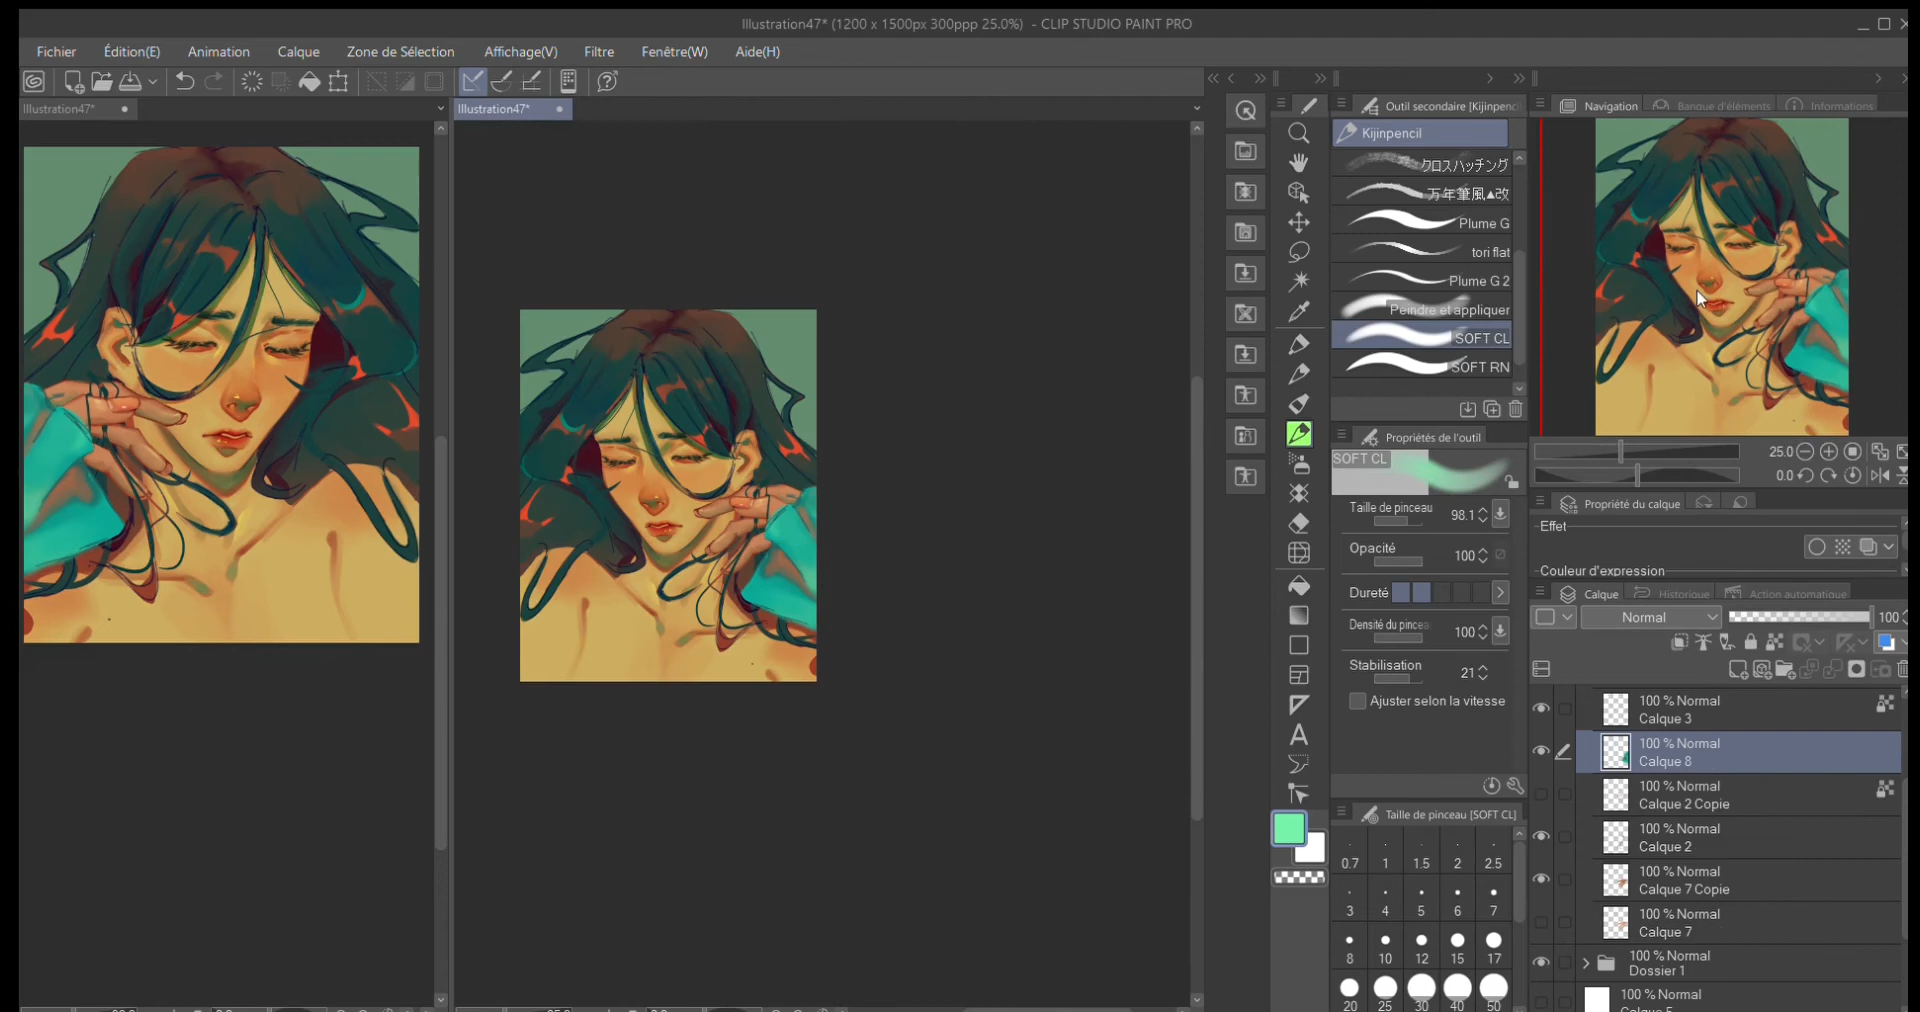 Illustration47* (1200 x 1500px 300ppp 25.0%) - CLIP STUDIO PAINT PRO
Fichier Édition(E) Animation Calque Zone de Sélection Affichage(V) Filtre Fenêtre(W) Aide(H)
Illustration47* Illustration47*
Outil secondaire [Kijinpenci
Kijinpencil
クロスハッチング
万年筆風▲改
Plume G
tori flat
Plume G 2
Peindre et appliquer
SOFT CL
SOFT RN
Propriétés de l'outil
SOFT CL
Taille de pinceau 98.1
Opacité 100
Dureté
Densité du pincea 100
Stabilisation 21
Ajuster selon la vitesse
Taille de pinceau [SOFT CL]
0.7 1 1.5 2 2.5
3 4 5 6 7
8 10 12 15 17
20 25 30 40 50
Navigation Banque d'éléments Informations
25.0
0.0
Propriété du calque
Effet
Couleur d'expression
Calque Historique Action automatique
Normal 100
100 % Normal
Calque 3
100 % Normal
Calque 8
100 % Normal
Calque 2 Copie
100 % Normal
Calque 2
100 % Normal
Calque 7 Copie
100 % Normal
Calque 7
100 % Normal
Dossier 1
100 % Normal